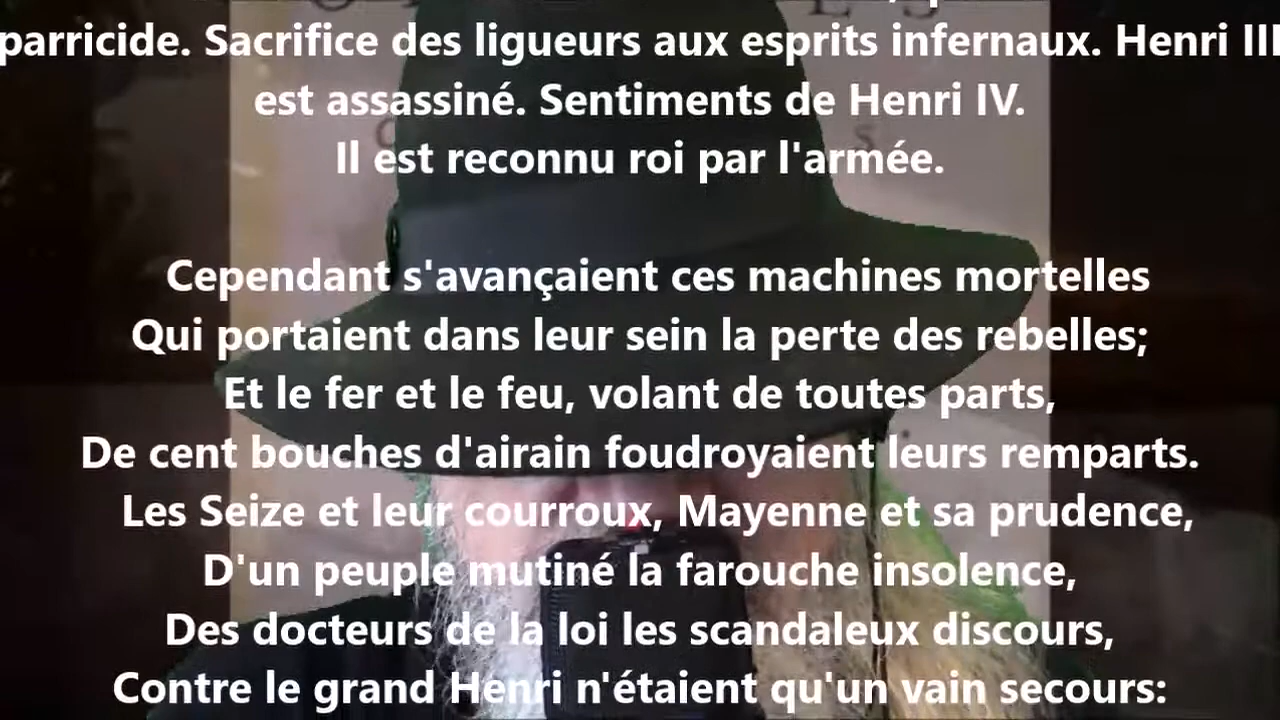 parricide. Sacrifice des ligueurs aux esprits infernaux. Henri III
est assassiné. Sentiments de Henri IV.
Il est reconnu roi par l'armée.
Cependant s'avançaient ces machines mortelles
Qui portaient dans leur sein la perte des rebelles;
Et le fer et le feu, volant de toutes parts,
De cent bouches d'airain foudroyaient leurs remparts.
Les Seize et leur courroux, Mayenne et sa prudence,
D'un peuple mutiné la farouche insolence,
Des docteurs de la loi les scandaleux discours,
Contre le grand Henri n'étaient qu'un vain secours: